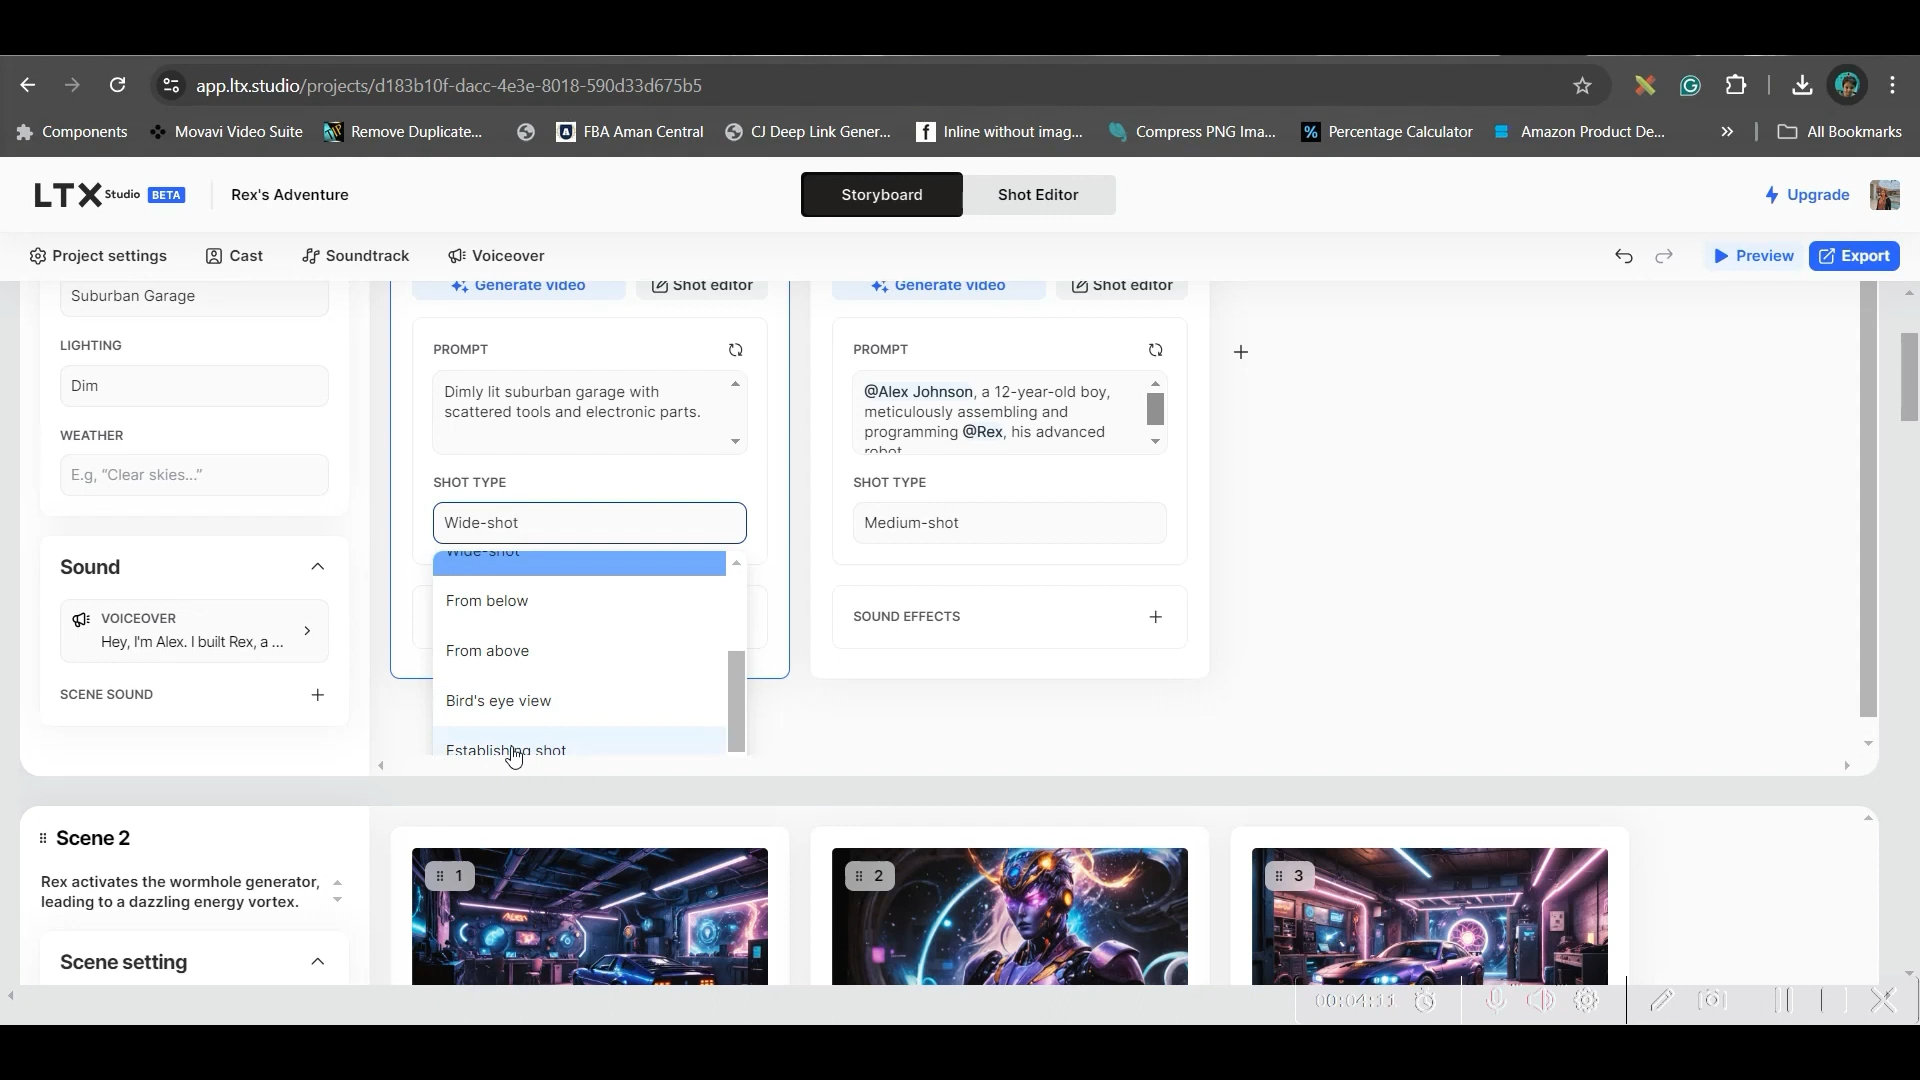 app.ltx.studio/projects/d183b10f-dacc-4e3e-8018-590d33d675b5
Components
Movavi Video Suite
Remove Duplicate...
FBA Aman Central
CJ Deep Link Gener...
Inline without imag...
Compress PNG Ima...
Percentage Calculator
Amazon Product De...
All Bookmarks
LTX Studio BETA
Rex's Adventure
Storyboard
Shot Editor
Upgrade
Project settings
Cast
Soundtrack
Voiceover
Preview
Export
Suburban Garage
LIGHTING
Dim
WEATHER
E.g, “Clear skies...”
Sound
VOICEOVER
Hey, I'm Alex. I built Rex, a ...
SCENE SOUND
Generate video
Shot editor
PROMPT
Dimly lit suburban garage with
scattered tools and electronic parts.
SHOT TYPE
Wide-shot
Wide-shot
From below
From above
Bird's eye view
Establishing shot
Generate video
Shot editor
PROMPT
@Alex Johnson, a 12-year-old boy,
meticulously assembling and
programming @Rex, his advanced
robot
SHOT TYPE
Medium-shot
SOUND EFFECTS
Scene 2
Rex activates the wormhole generator,
leading to a dazzling energy vortex.
Scene setting
1
2
3
00:04:11